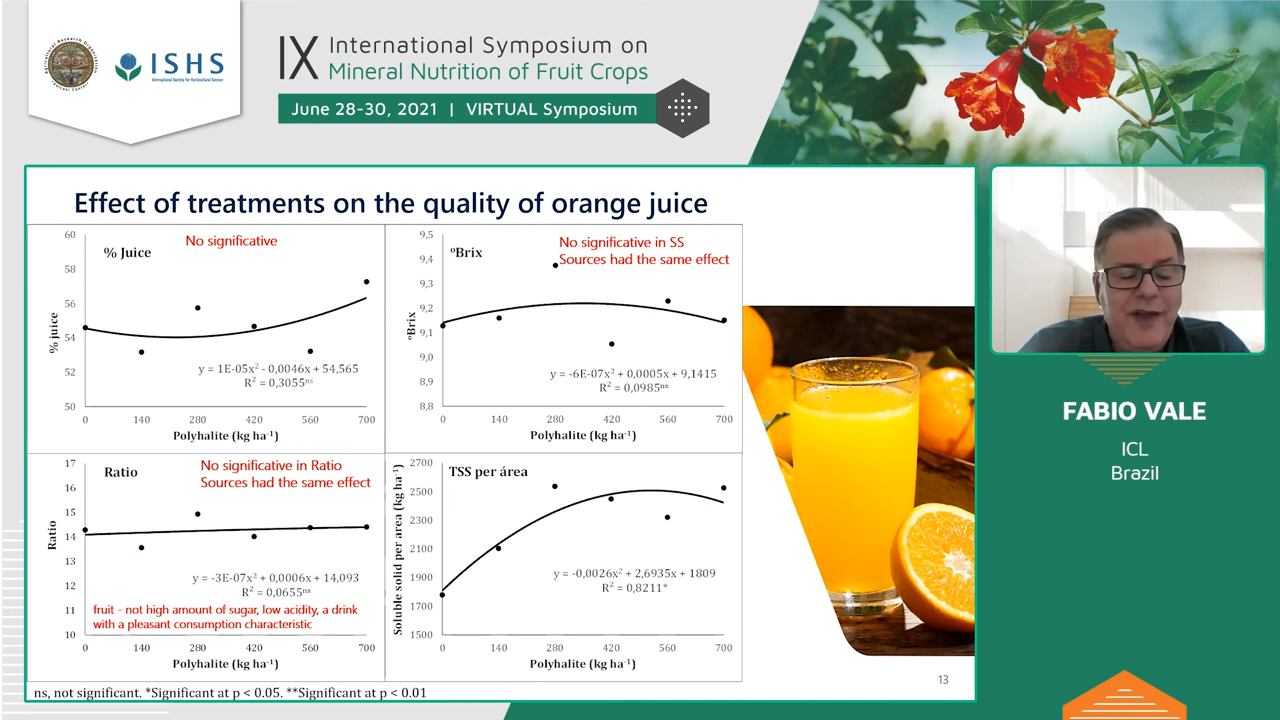 ISHS
International Society for Horticultural Science
IX International Symposium on
Mineral Nutrition of Fruit Crops
June 28-30, 2021 | VIRTUAL Symposium
Effect of treatments on the quality of orange juice
% Juice
No significative
60
58
56
54
52
50
% juice
y = 1E-05x² - 0,0046x + 54,565
R² = 0,3055ⁿˢ
0 140 280 420 560 700
Polyhalite (kg ha⁻¹)
ºBrix
No significative in SS
Sources had the same effect
9,5
9,4
9,3
9,2
9,1
9,0
8,9
8,8
ºBrix
y = -6E-07x² + 0,0005x + 9,1415
R² = 0,0985ⁿˢ
0 140 280 420 560 700
Polyhalite (kg ha⁻¹)
Ratio
No significative in Ratio
Sources had the same effect
17
16
15
14
13
12
11
10
Ratio
y = -3E-07x² + 0,0006x + 14,093
R² = 0,0655ⁿˢ
fruit - not high amount of sugar, low acidity, a drink
with a pleasant consumption characteristic
0 140 280 420 560 700
Polyhalite (kg ha⁻¹)
TSS per área
2700
2500
2300
2100
1900
1700
1500
Soluble solid per area (kg ha⁻¹)
y = -0,0026x² + 2,6935x + 1809
R² = 0,8211*
0 140 280 420 560 700
Polyhalite (kg ha⁻¹)
ns, not significant. *Significant at p < 0.05. **Significant at p < 0.01
13
FABIO VALE
ICL
Brazil